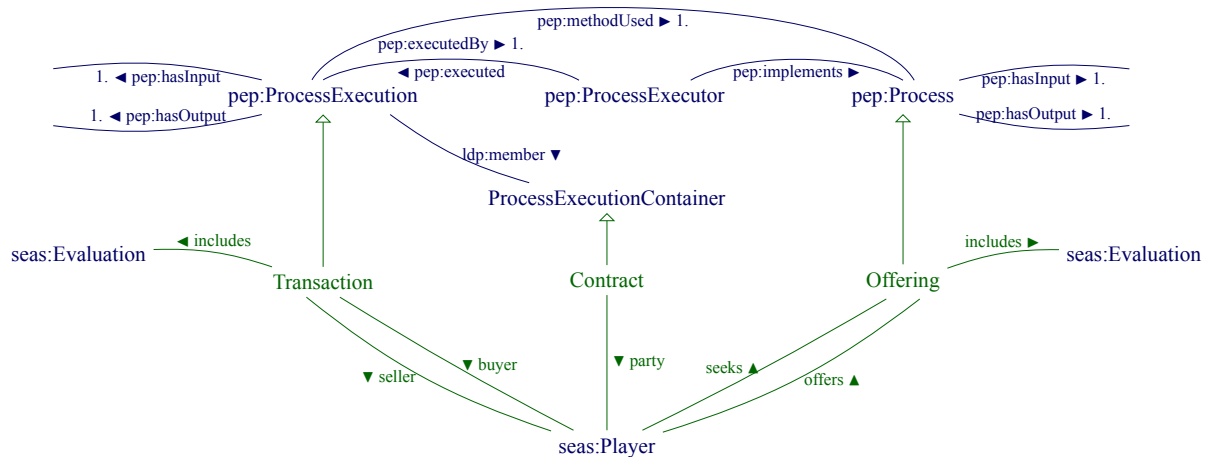 pep:methodUsed ► 1.
pep:executedBy ► 1.
1. ◄ pep:hasInput
◄ pep:executed
pep:implements ►
pep:hasInput ► 1.
pep:ProcessExecution
pep:ProcessExecutor
pep:Process
1. ◄ pep:hasOutput
pep:hasOutput ► 1.
ldp:member ▼
ProcessExecutionContainer
◄ includes
includes ►
seas:Evaluation
seas:Evaluation
Transaction
Contract
Offering
▼ buyer
▼ party
seeks ▲
▼ seller
offers ▲
seas:Player